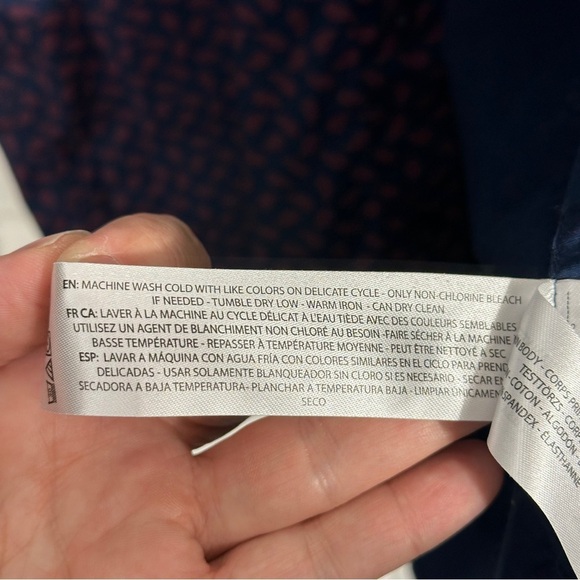 EN: MACHINE WASH COLD WITH LIKE COLORS ON DELICATE CYCLE - ONLY NON-CHLORINE BLEACH
IF NEEDED - TUMBLE DRY LOW - WARM IRON - CAN DRY CLEAN
FR CA: LAVER À LA MACHINE AU CYCLE DÉLICAT À L'EAU TIÈDE AVEC DES COULEURS SEMBLABLES
UTILISEZ UN AGENT DE BLANCHIMENT NON CHLORÉ AU BESOIN -FAIRE SÉCHER À LA MACHINE
BASSE TEMPÉRATURE - REPASSER À TEMPÉRATURE MOYENNE - PEUT ÊTRE NETTOYÉ A SEC
ESP: LAVAR A MÁQUINA CON AGUA FRÍA CON COLORES SIMILARES EN EL CICLO PARA
DELICADAS - USAR SOLAMENTE BLANQUEADOR SIN CLORO SI ES NECESARIO - SECAR EN
SECADORA A BAJA TEMPERATURA- PLANCHAR A TEMPERATURA BAJA - LIMPIAR
SECO
BODY - CORPS
COTON - ALGODÓN
SPANDEX -